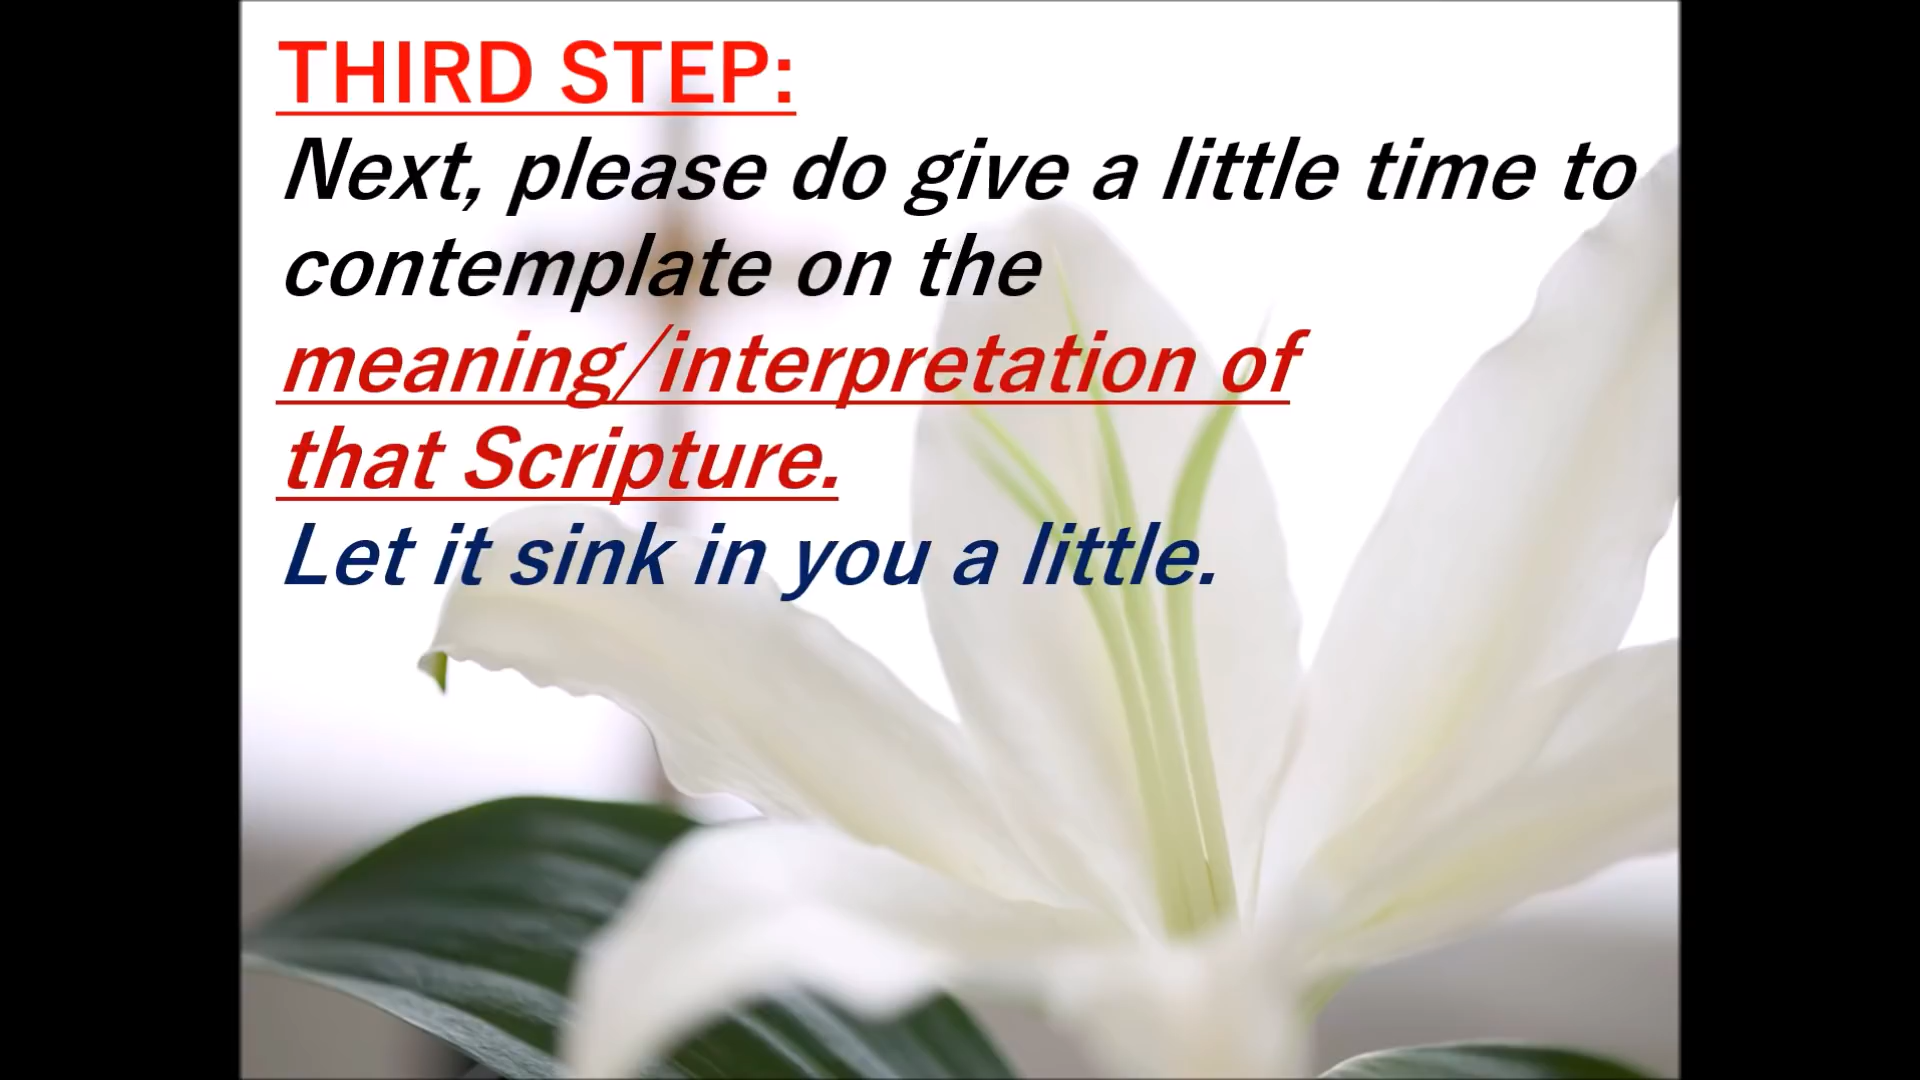 THIRD STEP:
Next, please do give a little time to
contemplate on the
meaning/interpretation of
that Scripture.
Let it sink in you a little.